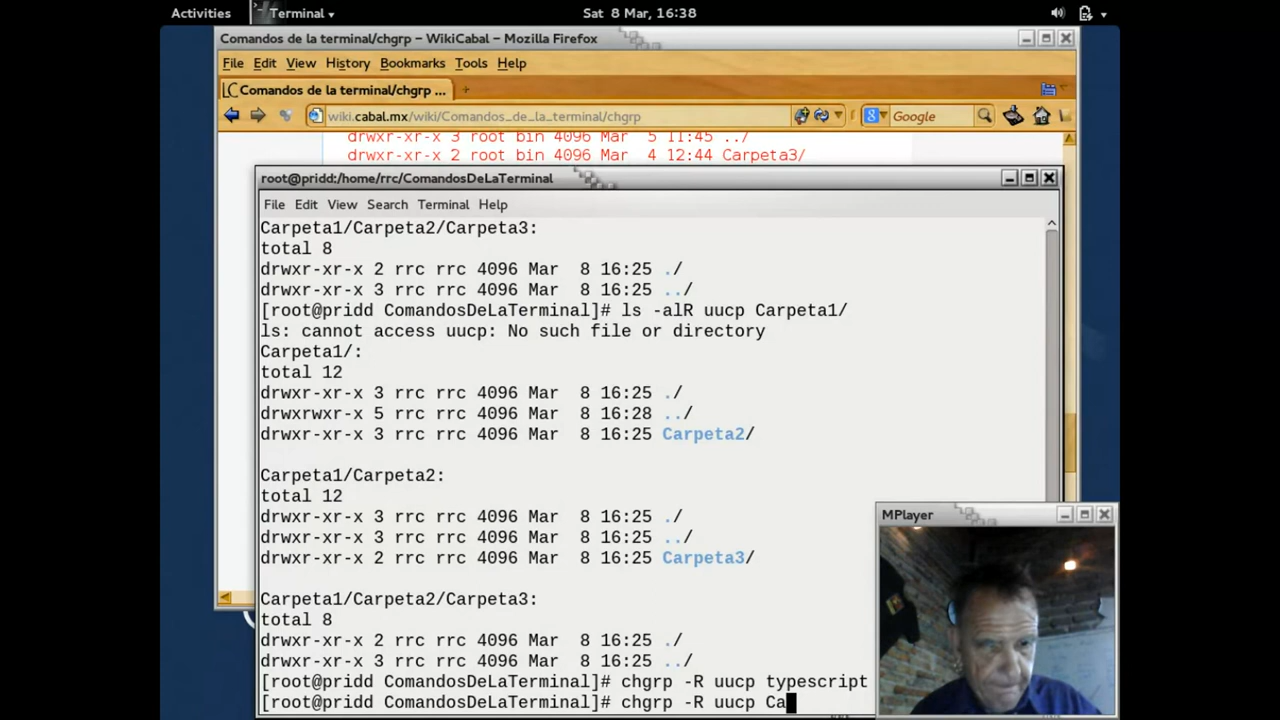 Activities Terminal Sat 8 Mar, 16:38
Comandos de la terminal/chgrp – WikiCabal – Mozilla Firefox
File Edit View History Bookmarks Tools Help
Comandos de la terminal/chgrp ...
wiki.cabal.mx/wiki/Comandos_de_la_terminal/chgrp Google
drwxr-xr-x 3 root bin 4096 Mar  5 11:45 ../
drwxr-xr-x 2 root bin 4096 Mar  4 12:44 Carpeta3/
root@pridd:/home/rrc/ComandosDeLaTerminal
File Edit View Search Terminal Help
Carpeta1/Carpeta2/Carpeta3:
total 8
drwxr-xr-x 2 rrc rrc 4096 Mar  8 16:25 ./
drwxr-xr-x 3 rrc rrc 4096 Mar  8 16:25 ../
[root@pridd ComandosDeLaTerminal]# ls -alR uucp Carpeta1/
ls: cannot access uucp: No such file or directory
Carpeta1/:
total 12
drwxr-xr-x 3 rrc rrc 4096 Mar  8 16:25 ./
drwxrwxr-x 5 rrc rrc 4096 Mar  8 16:28 ../
drwxr-xr-x 3 rrc rrc 4096 Mar  8 16:25 Carpeta2/
Carpeta1/Carpeta2:
total 12
drwxr-xr-x 3 rrc rrc 4096 Mar  8 16:25 ./
drwxr-xr-x 3 rrc rrc 4096 Mar  8 16:25 ../
drwxr-xr-x 2 rrc rrc 4096 Mar  8 16:25 Carpeta3/
Carpeta1/Carpeta2/Carpeta3:
total 8
drwxr-xr-x 2 rrc rrc 4096 Mar  8 16:25 ./
drwxr-xr-x 3 rrc rrc 4096 Mar  8 16:25 ../
[root@pridd ComandosDeLaTerminal]# chgrp -R uucp typescript
[root@pridd ComandosDeLaTerminal]# chgrp -R uucp Ca
MPlayer